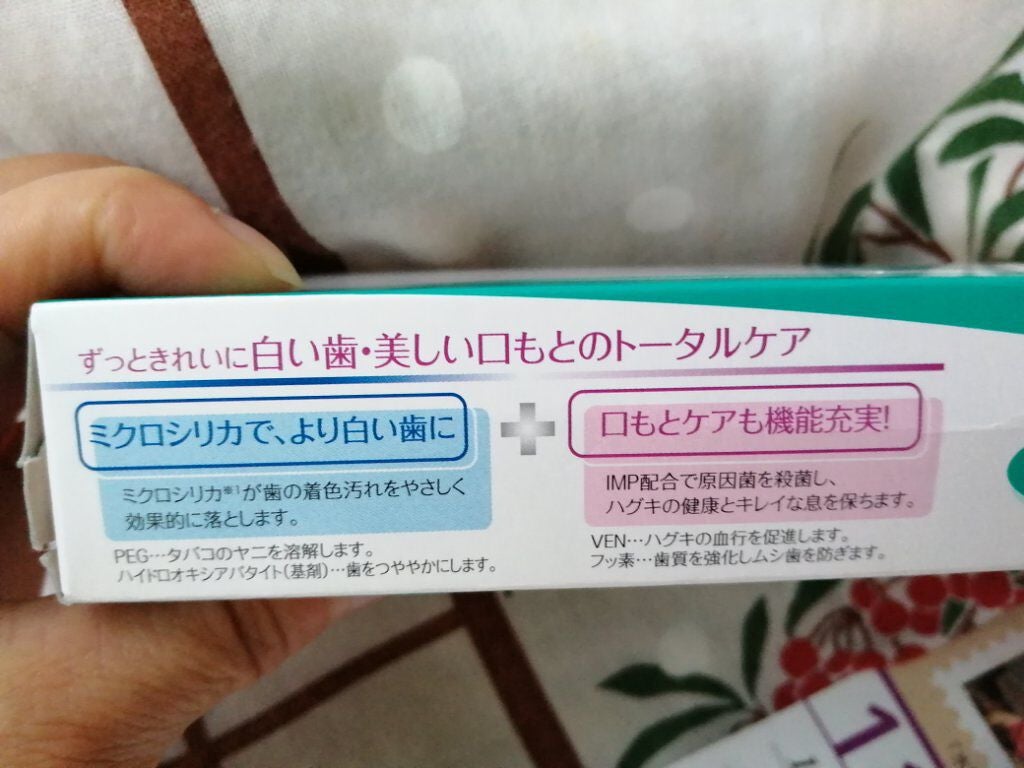 ずっときれいに白い歯・美しい口もとのトータルケア
ミクロシリカで、より白い歯に
ミクロシリカ※1が歯の着色汚れをやさしく
効果的に落とします。
PEG…タバコのヤニを溶解します。
ハイドロオキシアパタイト(基剤)…歯をつややかにします。
+
口もとケアも機能充実!
IMP配合で原因菌を殺菌し、
ハグキの健康とキレイな息を保ちます。
VEN…ハグキの血行を促進します。
フッ素…歯質を強化しムシ歯を防ぎます。